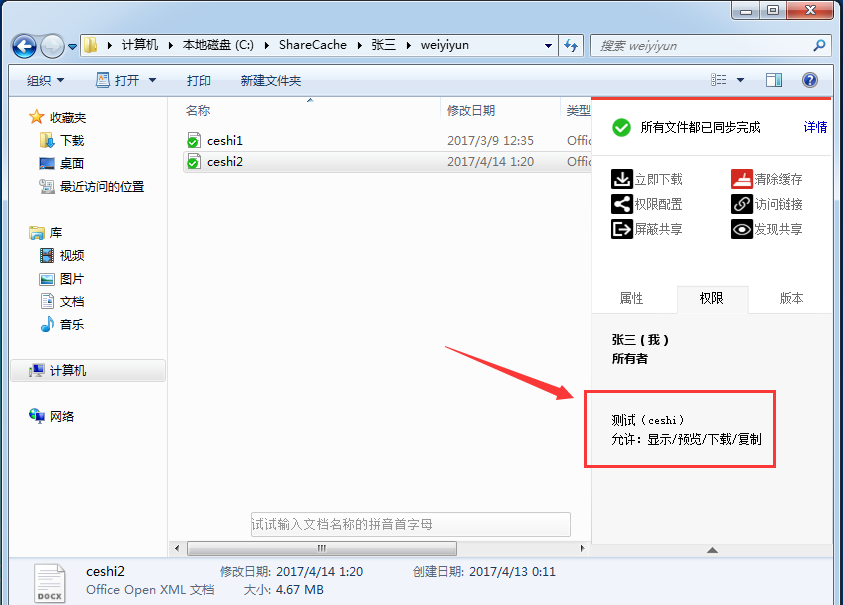 计算机 ▸ 本地磁盘 (C:) ▸ ShareCache ▸ 张三 ▸ weiyiyun
搜索 weiyiyun
组织 打开 打印 新建文件夹
收藏夹
下载
桌面
最近访问的位置
库
视频
图片
文档
音乐
计算机
网络
名称 修改日期 类型
ceshi1 2017/3/9 12:35 Offic
ceshi2 2017/4/14 1:20 Offic
试试输入文档名称的拼音首字母
所有文件都已同步完成 详情
立即下载 清除缓存
权限配置 访问链接
屏蔽共享 发现共享
属性 权限 版本
张三 ( 我 )
所有者
测试（ceshi）
允许: 显示/预览/下载/复制
DOCX
ceshi2 修改日期: 2017/4/14 1:20 创建日期: 2017/4/13 0:11
Office Open XML 文档 大小: 4.67 MB